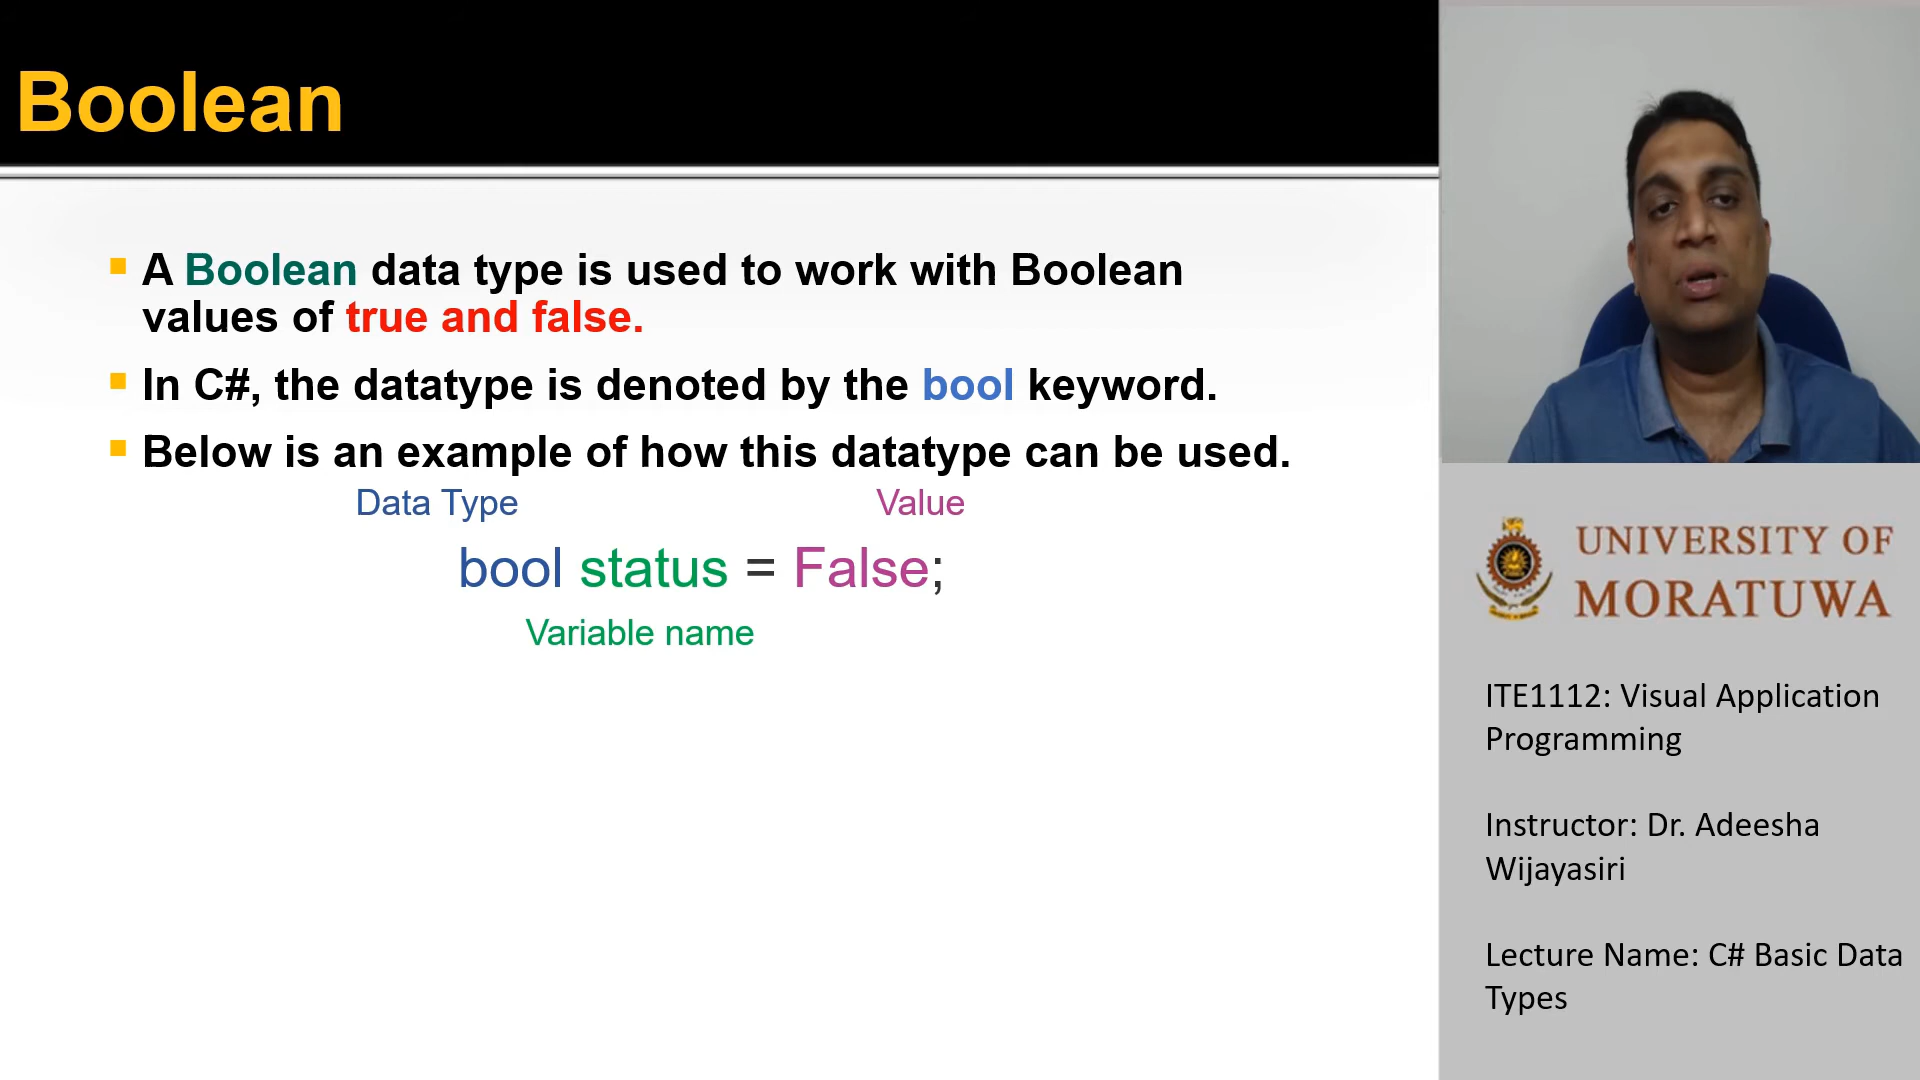 Boolean
A Boolean data type is used to work with Boolean
values of true and false.
In C#, the datatype is denoted by the bool keyword.
Below is an example of how this datatype can be used.
Data Type Value
bool status = False;
Variable name
UNIVERSITY OF
MORATUWA
ITE1112: Visual Application
Programming
Instructor: Dr. Adeesha
Wijayasiri
Lecture Name: C# Basic Data
Types